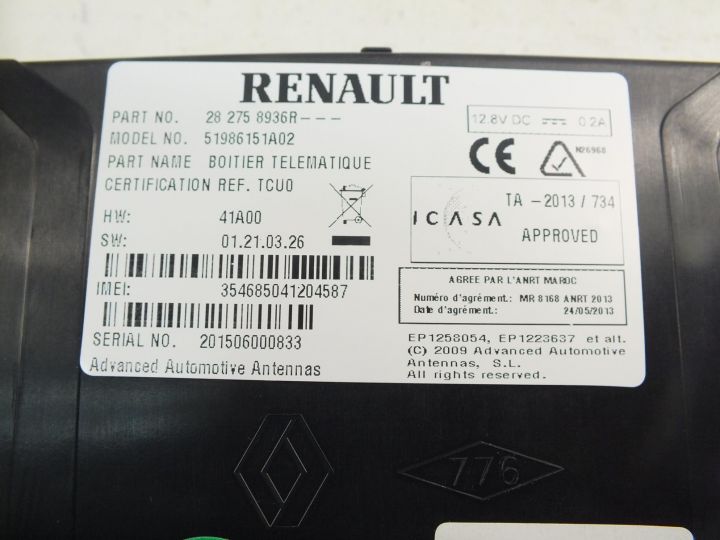 RENAULT
PART NO. 28 275 8936R---
MODEL NO. 51986151A02
PART NAME BOITIER TELEMATIQUE
CERTIFICATION REF. TCU0
HW: 41A00
SW: 01.21.03.26
IMEI: 354685041204587
SERIAL NO. 201506000833
Advanced Automotive Antennas
12.8V DC 0.2A
CE
N26968
ICASA
TA -2013 / 734
APPROVED
AGREE PAR L'ANRT MAROC
Numéro d'agrément.: MR 8168 ANRT 2013
Date d'agrément.: 24/05/2013
EP1258054, EP1223637 et alt.
(C) 2009 Advanced Automotive
Antennas, S.L.
All rights reserved.
776